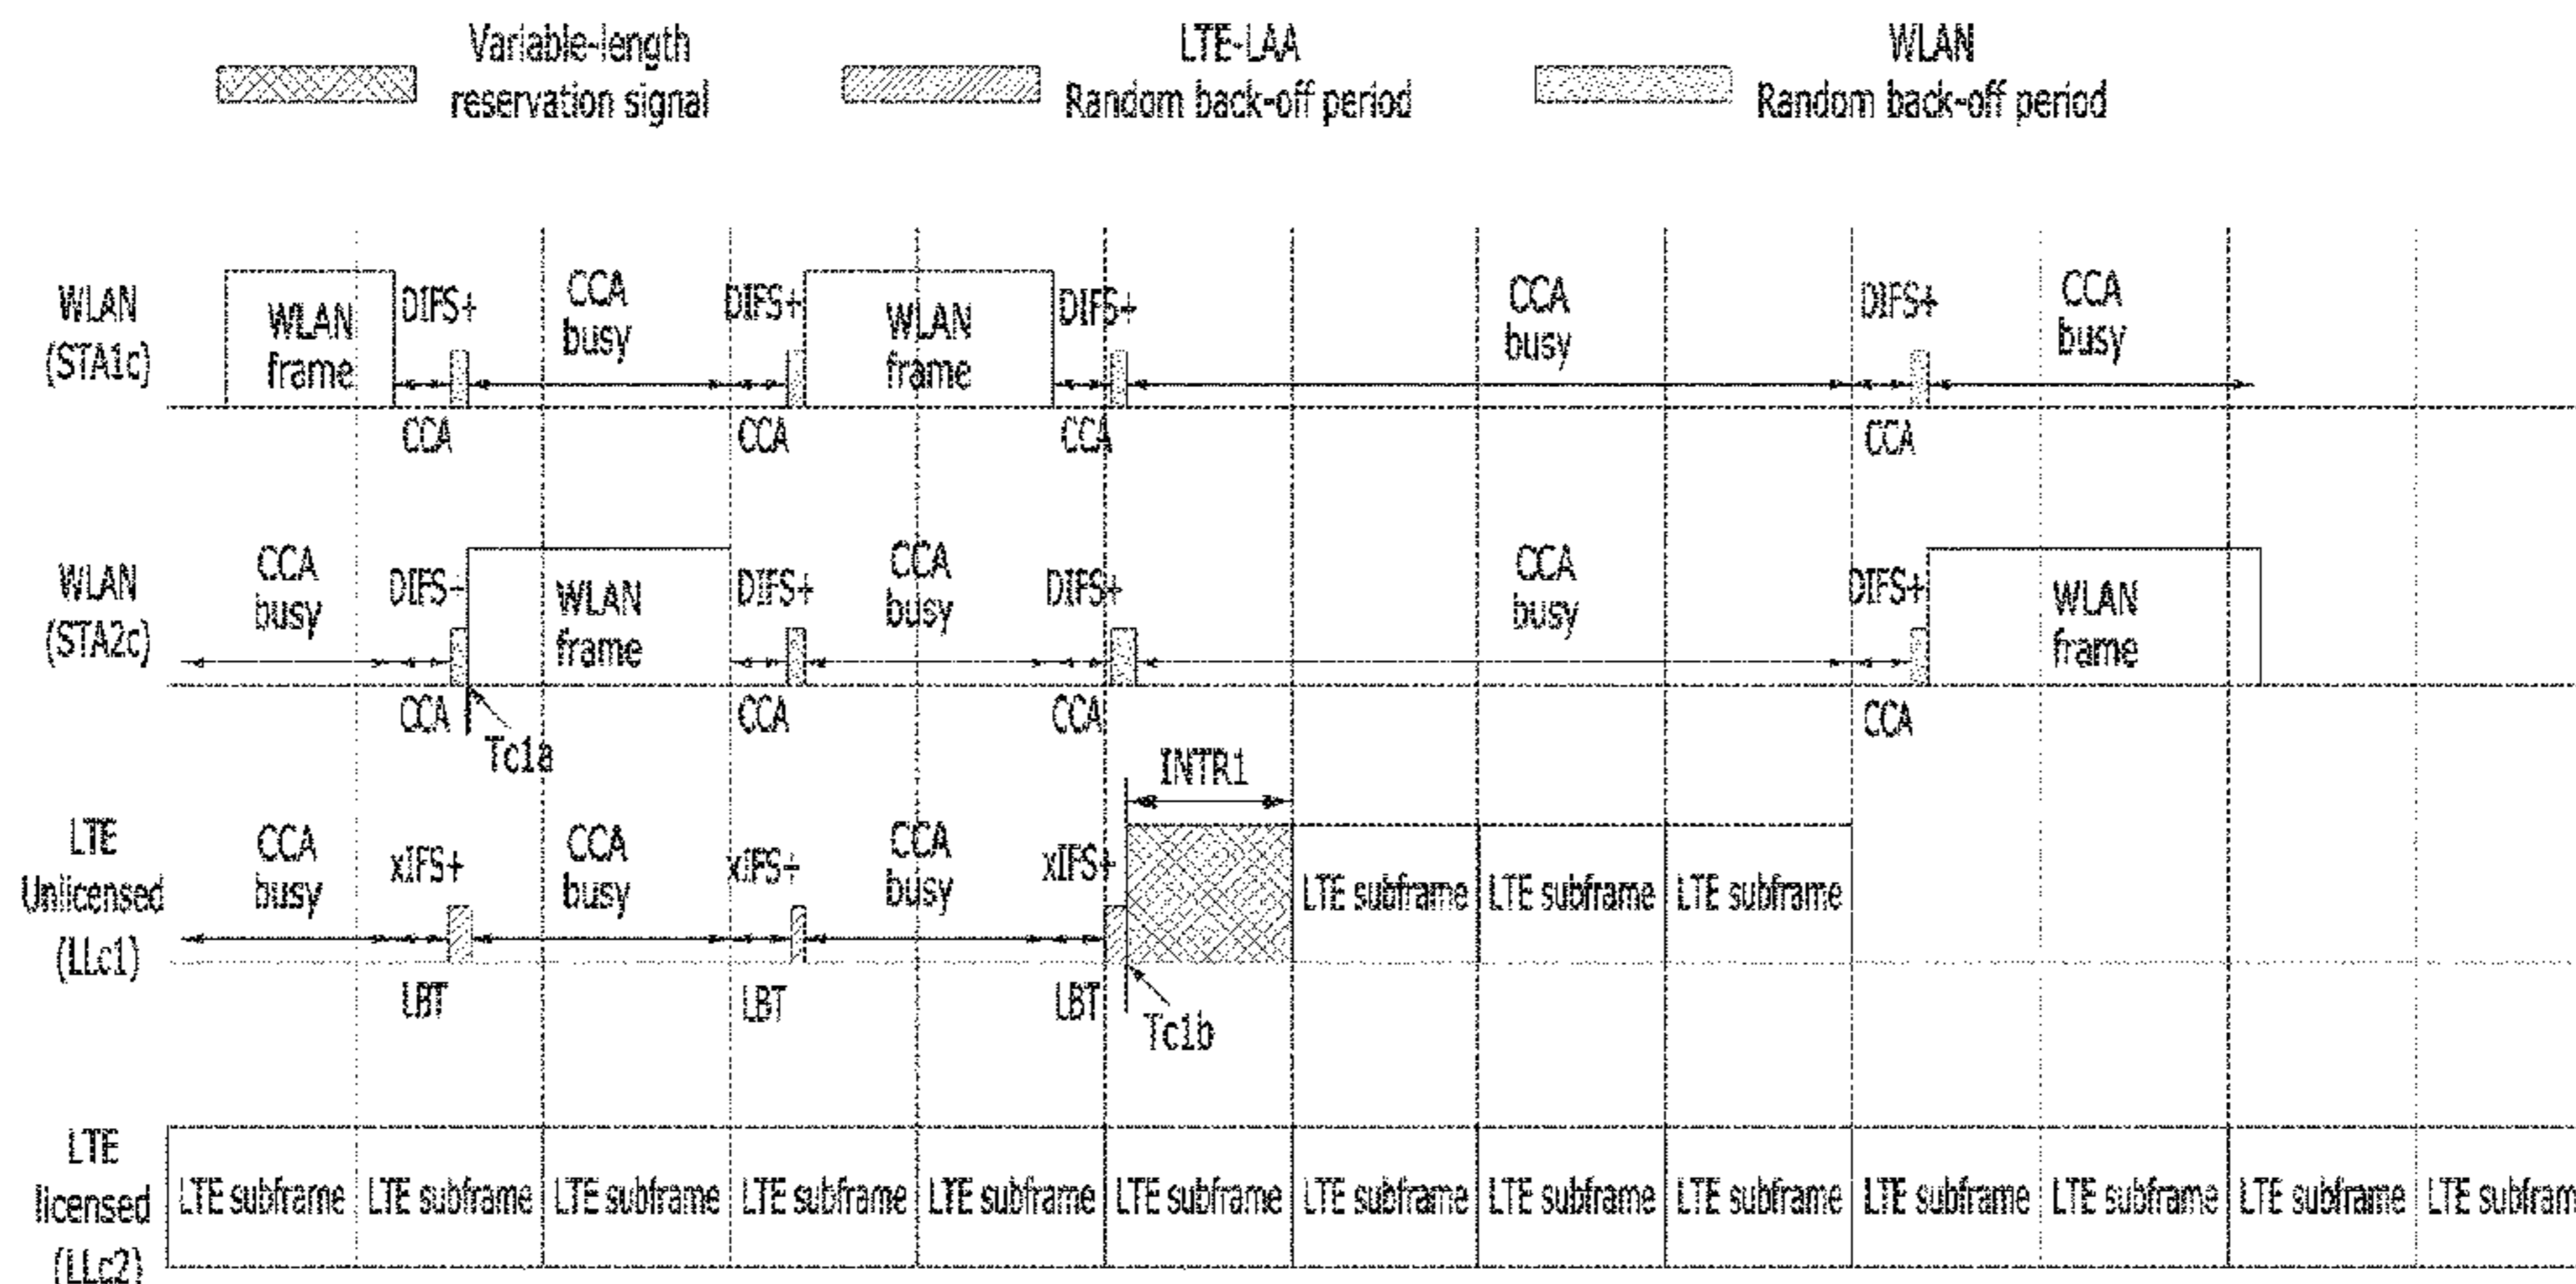 Variable-length
reservation signal
LTE-LAA
Random back-off period
WLAN
Random back-off period
WLAN
(STA1c)
WLAN
frame
DIFS+
CCA
busy
DIFS+
WLAN
frame
DIFS+
CCA
busy
DIFS+
CCA
busy
CCA
CCA
CCA
CCA
WLAN
(STA2c)
CCA
busy
DIFS+
WLAN
frame
DIFS+
CCA
busy
DIFS+
CCA
busy
DIFS+
WLAN
frame
CCA
CCA
CCA
CCA
Tc1a
INTR1
LTE
Unlicensed
(LLc1)
CCA
busy
xIFS+
CCA
busy
xIFS+
CCA
busy
xIFS+
LTE subframe
LTE subframe
LTE subframe
LBT
LBT
LBT
Tc1b
LTE
licensed
(LLc2)
LTE subframe
LTE subframe
LTE subframe
LTE subframe
LTE subframe
LTE subframe
LTE subframe
LTE subframe
LTE subframe
LTE subframe
LTE subframe
LTE subframe
LTE subfram